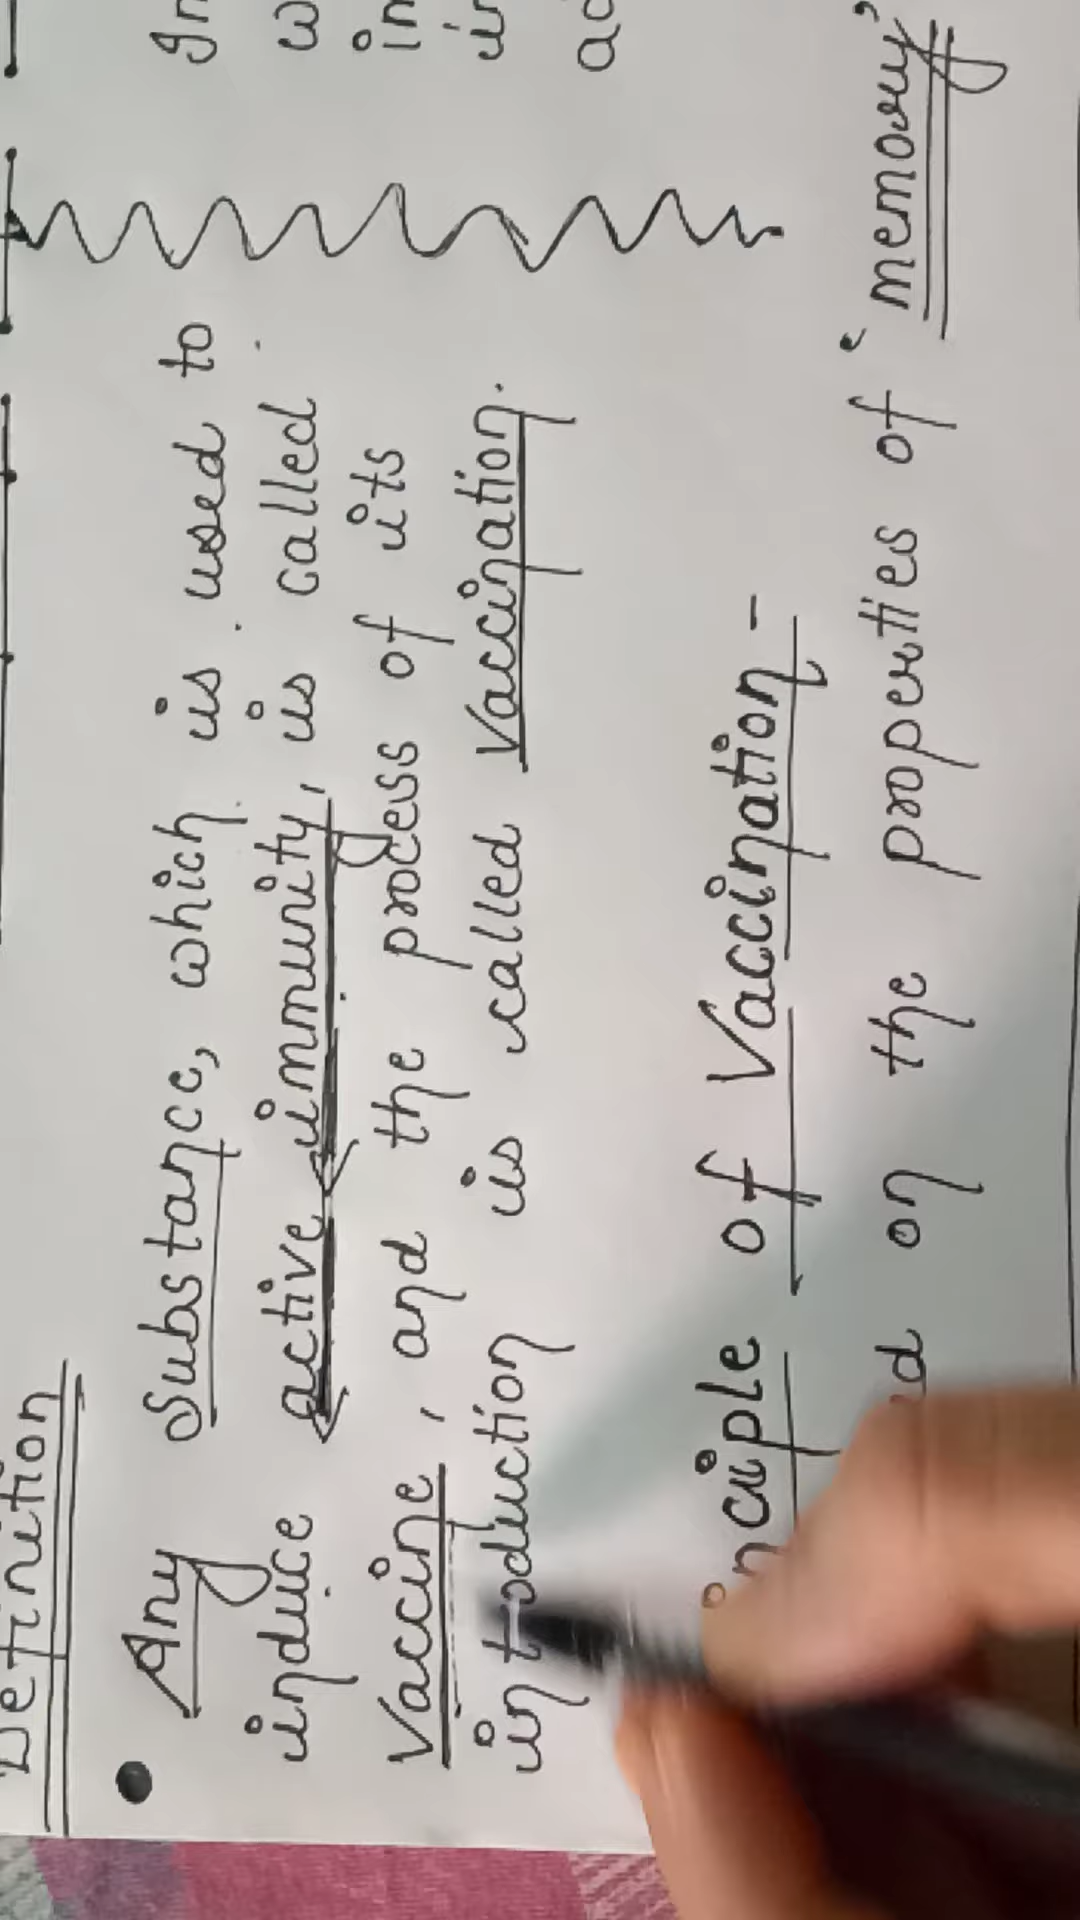 Definition
Any Substance, which is used to
induce active immunity, is called
Vaccine, and the process of its
intoduction is called Vaccination.
of Vaccination -
on the properties of "memory"